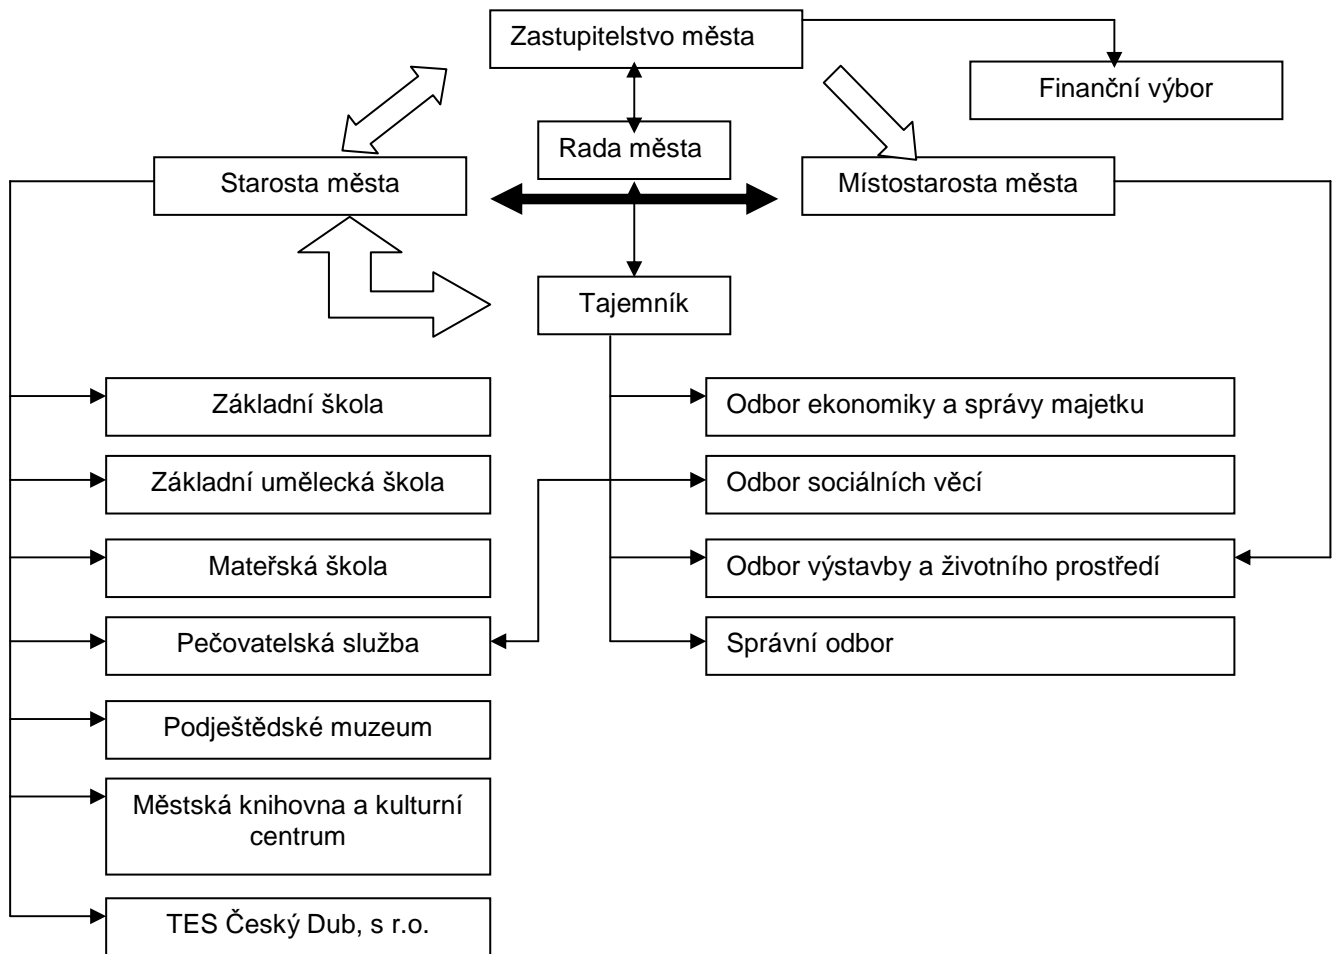 Zastupitelstvo města
Finanční výbor
Rada města
Starosta města
Místostarosta města
Tajemník
Základní škola
Odbor ekonomiky a správy majetku
Základní umělecká škola
Odbor sociálních věcí
Mateřská škola
Odbor výstavby a životního prostředí
Pečovatelská služba
Správní odbor
Podještědské muzeum
Městská knihovna a kulturní
centrum
TES Český Dub, s r.o.